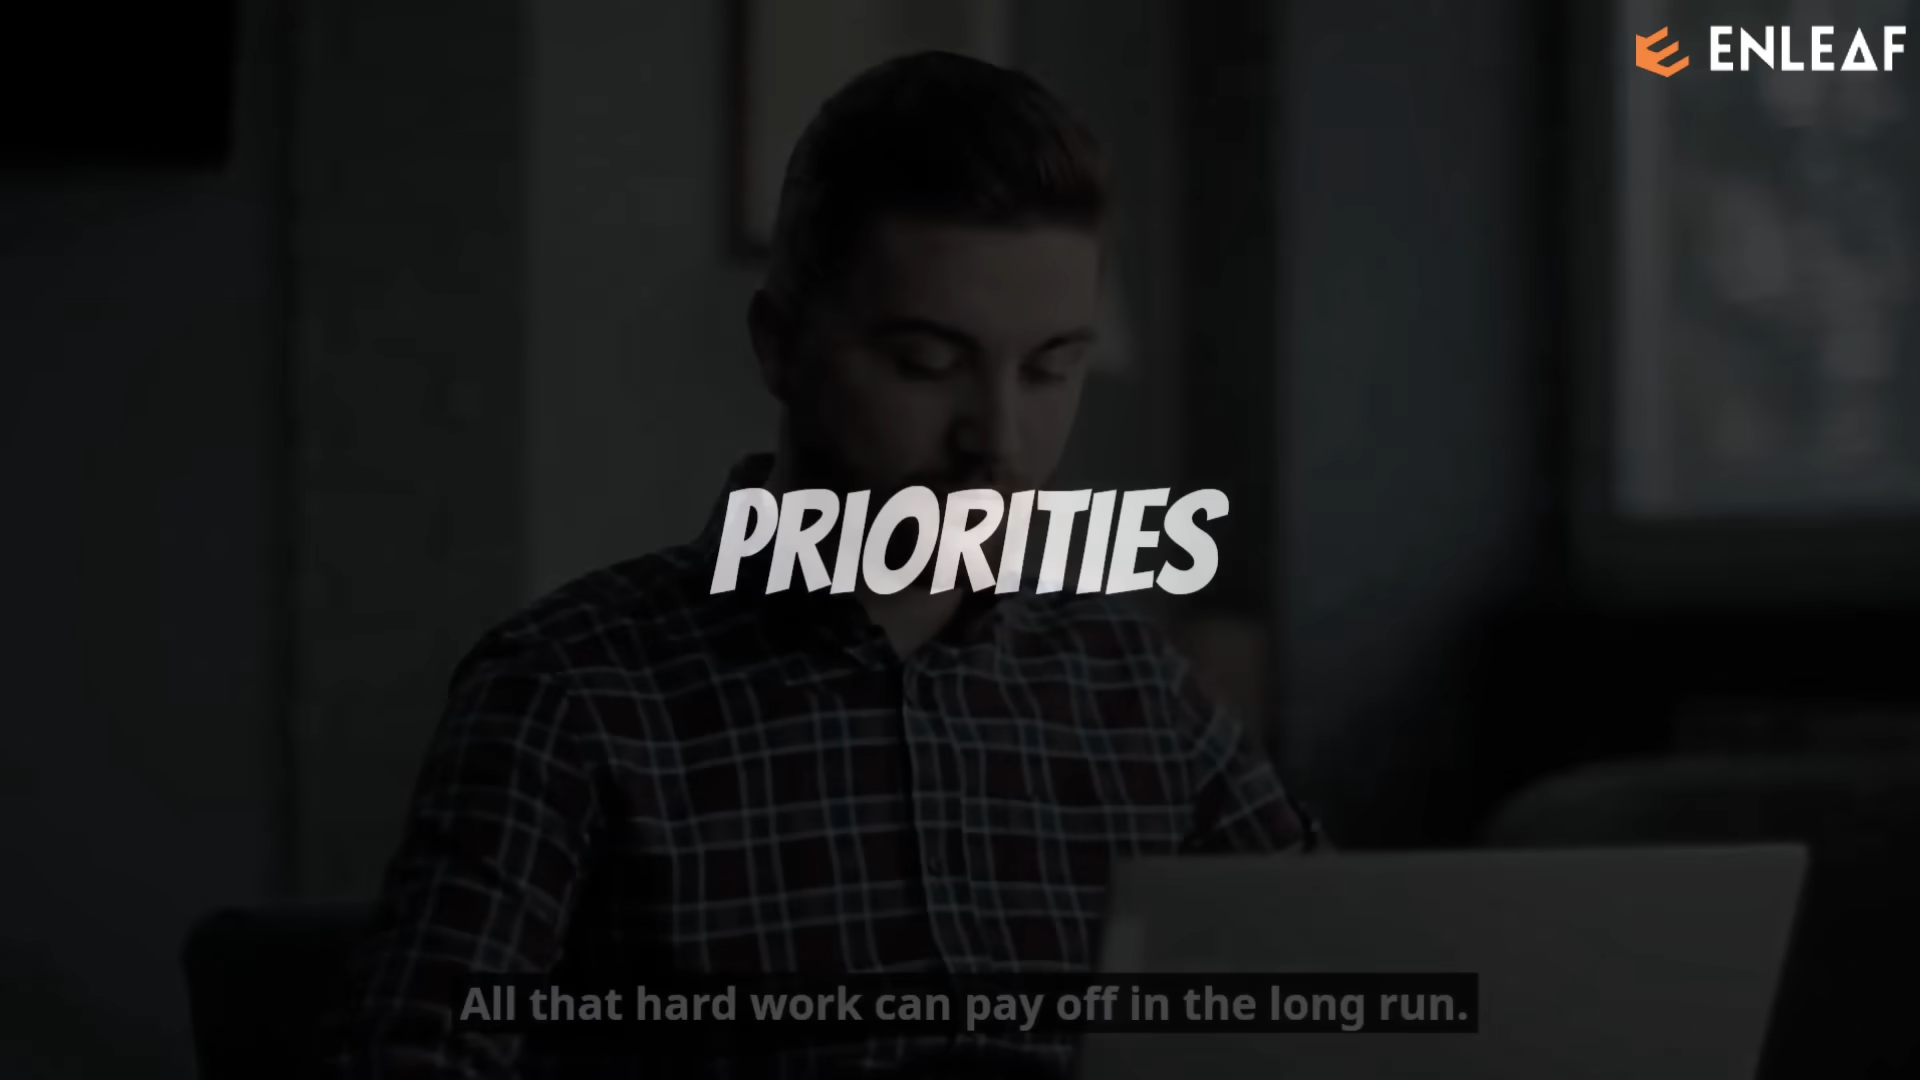 ENLEAF
PRIORITIES
All that hard work can pay off in the long run.